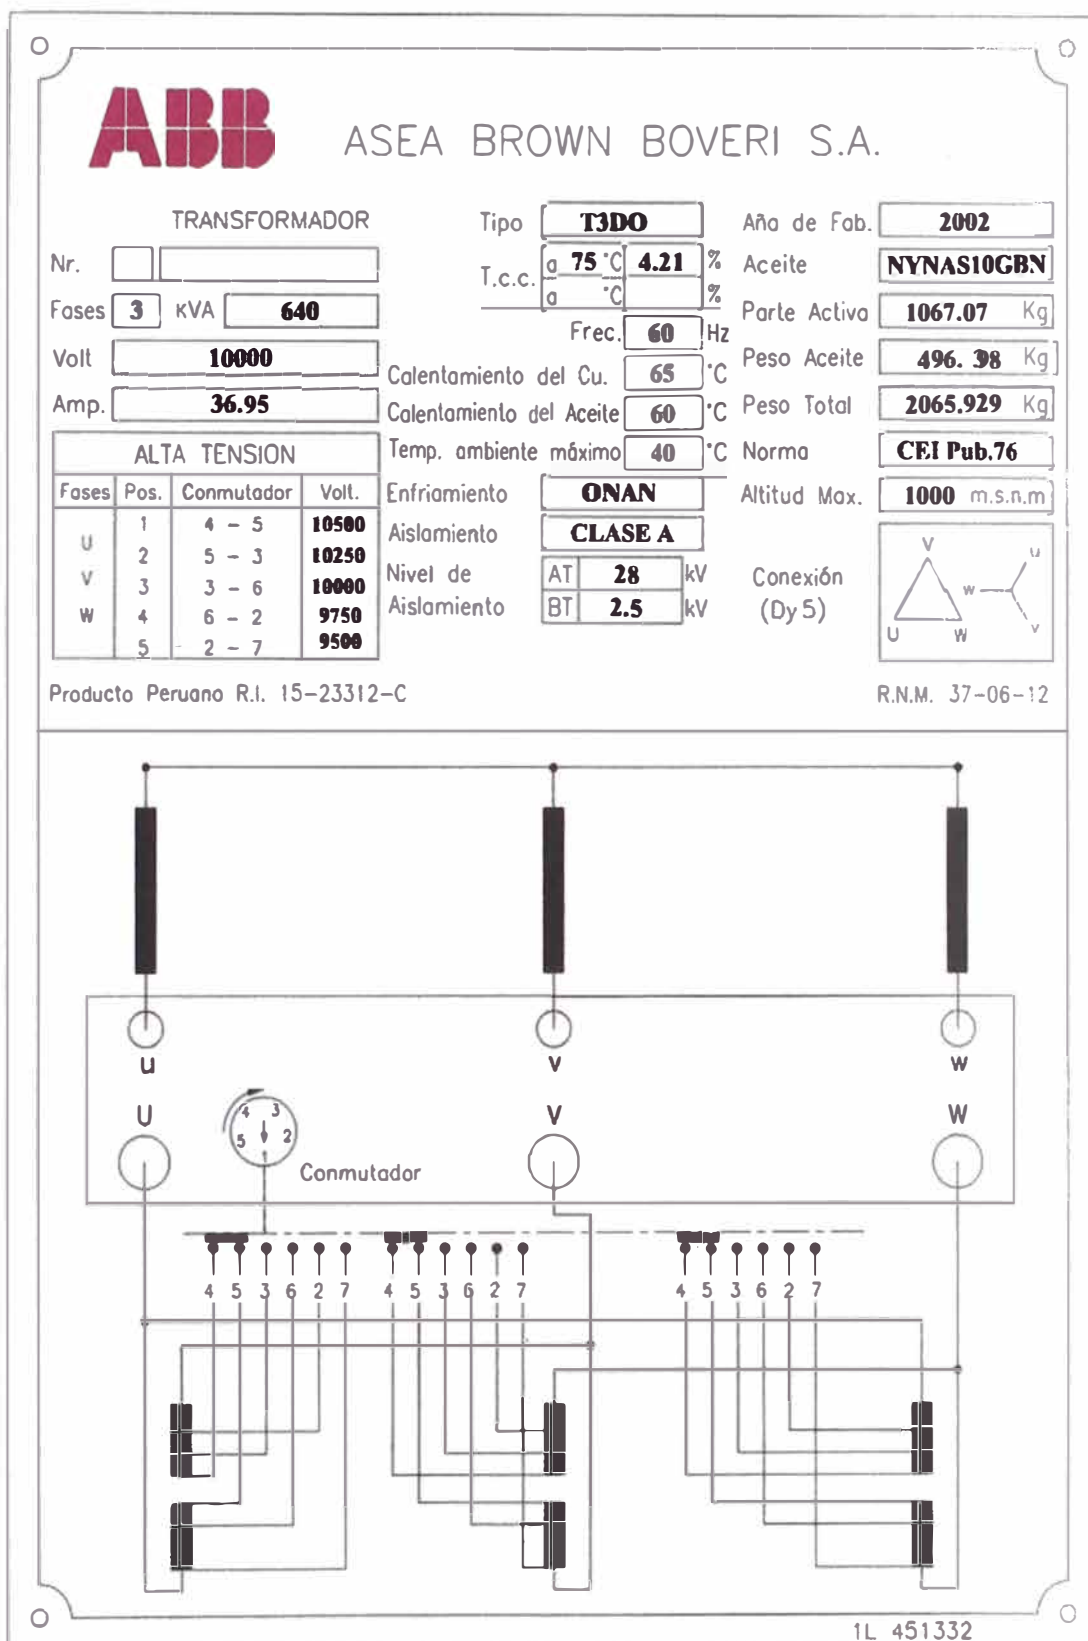 ABB
ASEA BROWN BOVERI S.A.
TRANSFORMADOR
Nr.
Fases 3 KVA 640
Volt 10000
Amp. 36.95
ALTA TENSION
Fases Pos. Conmutador Volt.
U V W
1 4 - 5 10500
2 5 - 3 10250
3 3 - 6 10000
4 6 - 2 9750
5 2 - 7 9500
Tipo T3DO
T.c.c. a 75 °C 4.21 %
a °C %
Frec. 60 Hz
Calentamiento del Cu. 65 °C
Calentamiento del Aceite 60 °C
Temp. ambiente máximo 40 °C
Enfriamiento ONAN
Aislamiento CLASE A
Nivel de Aislamiento
AT 28 kV
BT 2.5 kV
Año de Fab. 2002
Aceite NYNAS10GBN
Parte Activa 1067.07 Kg
Peso Aceite 496. 38 Kg
Peso Total 2065.929 Kg
Norma CEI Pub.76
Altitud Max. 1000 m.s.n.m
Conexión
(Dy5)
V
U W
u
w
v
Producto Peruano R.I. 15-23312-C
R.N.M. 37-06-12
u v w
U V W
4 3
5 2
Conmutador
4 5 3 6 2 7
4 5 3 6 2 7
4 5 3 6 2 7
1L 451332